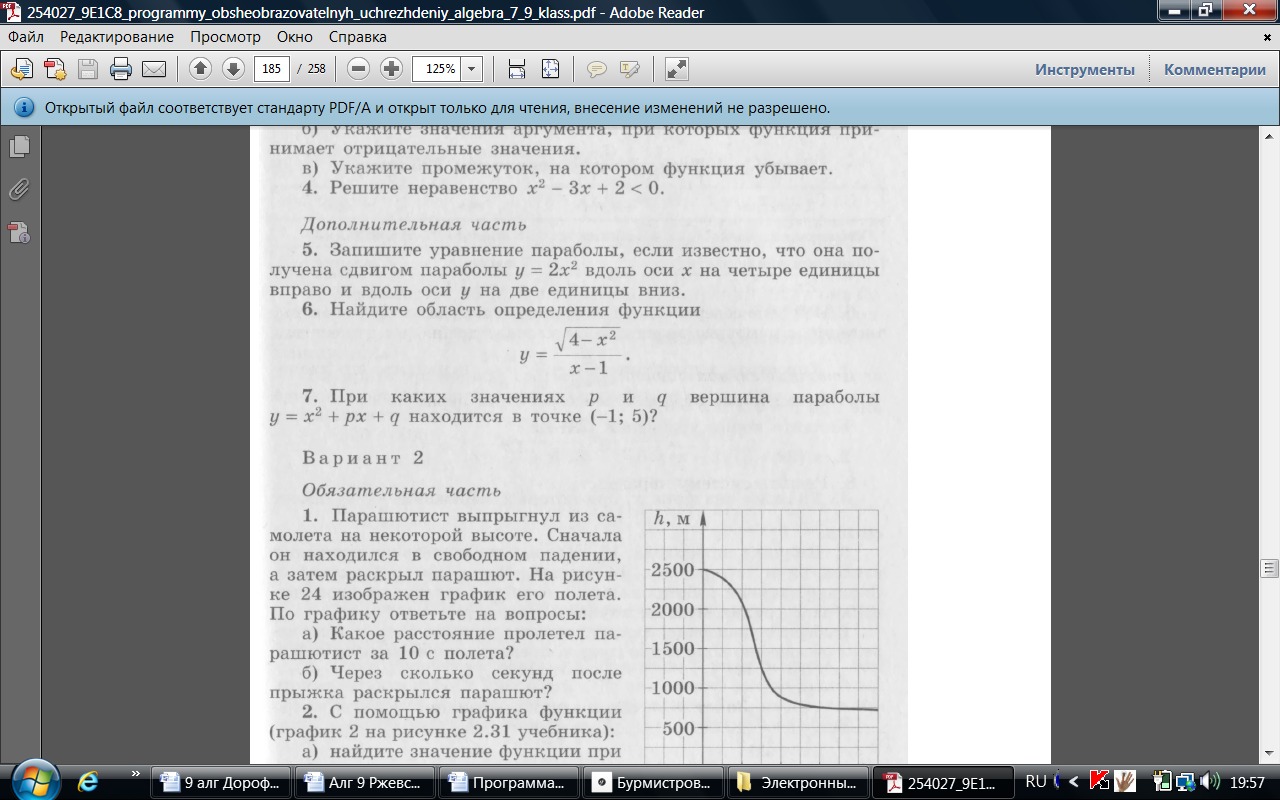 254027_9E1C8_programmy_obsheobrazovatelnyh_uchrezhdeniy_algebra_7_9_klass.pdf - Adobe Reader
Файл Редактирование Просмотр Окно Справка
185 / 258 125% Инструменты Комментарии
Открытый файл соответствует стандарту PDF/A и открыт только для чтения, внесение изменений не разрешено.
б) Укажите значения аргумента, при которых функция при-
нимает отрицательные значения.
в) Укажите промежуток, на котором функция убывает.
4. Решите неравенство x² – 3x + 2 < 0.
Дополнительная часть
5. Запишите уравнение параболы, если известно, что она по-
лучена сдвигом параболы y = 2x² вдоль оси x на четыре единицы
вправо и вдоль оси y на две единицы вниз.
6. Найдите область определения функции
y = √(4 – x²) / (x – 1).
7. При каких значениях p и q вершина параболы
y = x² + px + q находится в точке (–1; 5)?
Вариант 2
Обязательная часть
1. Парашютист выпрыгнул из са-
молета на некоторой высоте. Сначала
он находился в свободном падении,
а затем раскрыл парашют. На рисун-
ке 24 изображен график его полета.
По графику ответьте на вопросы:
а) Какое расстояние пролетел па-
рашютист за 10 с полета?
б) Через сколько секунд после
прыжка раскрылся парашют?
2. С помощью графика функции
(график 2 на рисунке 2.31 учебника):
а) найдите значение функции при
h, м
2500
2000
1500
1000
500
9 алг Дороф... Алг 9 Ржевс... Программа... Бурмистров... Электронны... 254027_9E1... RU 19:57